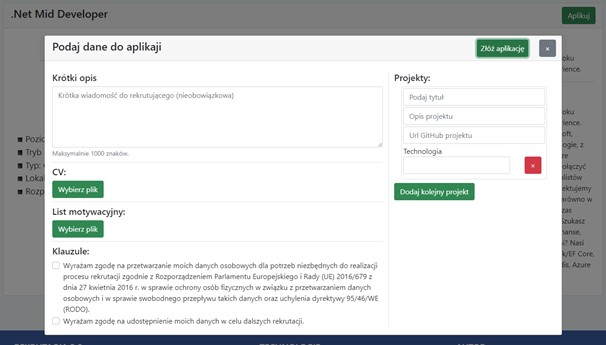 .Net Mid Developer
Aplikuj
Podaj dane do aplikaji
Złóż aplikację
×
Krótki opis
Krótka wiadomość do rekrutującego (nieobowiązkowa)
Maksymalnie 1000 znaków.
CV:
Wybierz plik
List motywacyjny:
Wybierz plik
Klauzule:
Wyrażam zgodę na przetwarzanie moich danych osobowych dla potrzeb niezbędnych do realizacji
procesu rekrutacji zgodnie z Rozporządzeniem Parlamentu Europejskiego i Rady (UE) 2016/679 z
dnia 27 kwietnia 2016 r. w sprawie ochrony osób fizycznych w związku z przetwarzaniem danych
osobowych i w sprawie swobodnego przepływu takich danych oraz uchylenia dyrektywy 95/46/WE
(RODO).
Wyrażam zgodę na udostępnienie moich danych w celu dalszych rekrutacji.
Projekty:
Podaj tytuł
Opis projektu
Url GitHub projektu
Technologia
×
Dodaj kolejny projekt